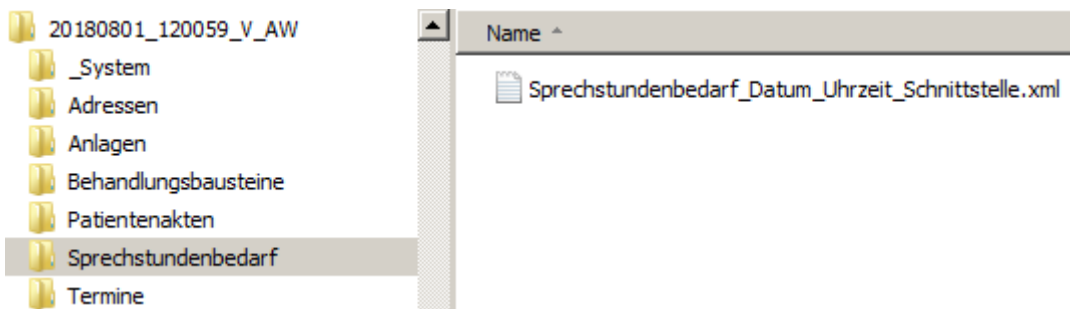 20180801_120059_V_AW
_System
Adressen
Anlagen
Behandlungsbausteine
Patientenakten
Sprechstundenbedarf
Termine
Name
Sprechstundenbedarf_Datum_Uhrzeit_Schnittstelle.xml